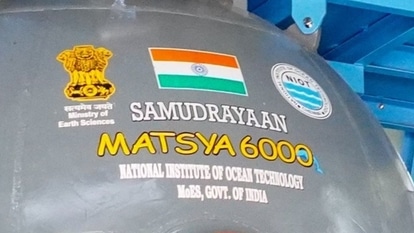 सत्यमेव जयते
Ministry of
Earth Sciences
NIOT
SAMUDRAYAAN
MATSYA 6000
NATIONAL INSTITUTE OF OCEAN TECHNOLOGY
MoES, GOVT. OF INDIA